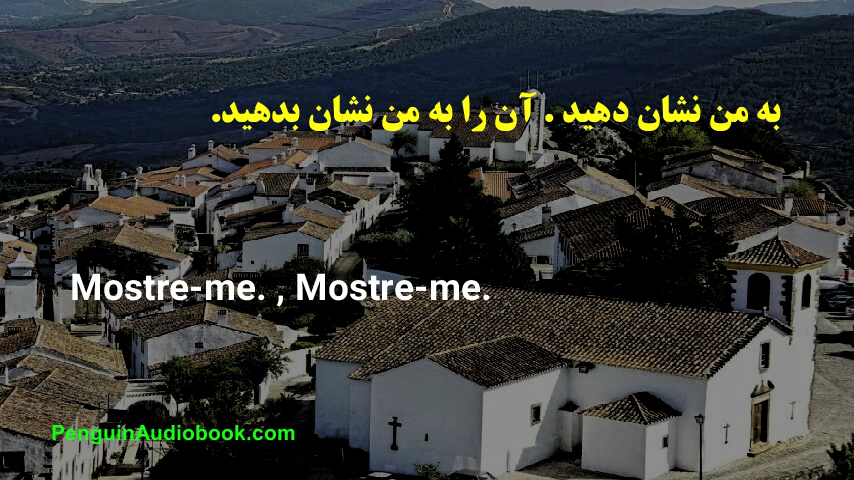 به من نشان دهید . آن را به من نشان بدهید.
Mostre-me. , Mostre-me.
PenguinAudiobook.com